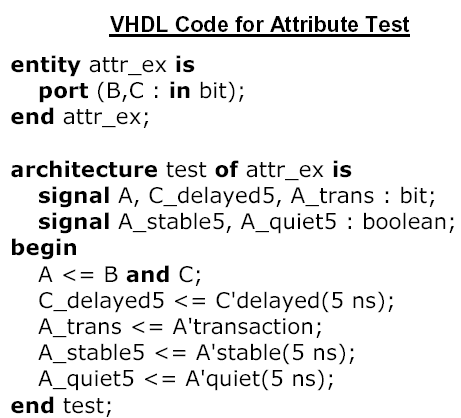 VHDL Code for Attribute Test
entity attr_ex is
port (B,C : in bit);
end attr_ex;
architecture test of attr_ex is
signal A, C_delayed5, A_trans : bit;
signal A_stable5, A_quiet5 : boolean;
begin
A <= B and C;
C_delayed5 <= C'delayed(5 ns);
A_trans <= A'transaction;
A_stable5 <= A'stable(5 ns);
A_quiet5 <= A'quiet(5 ns);
end test;